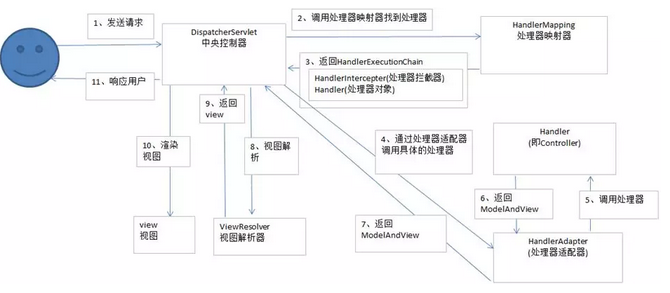 1、发送请求
DispatcherServlet
中央控制器
2、调用处理器映射器找到处理器
HandlerMapping
处理器映射器
3、返回HandlerExecutionChain
HandlerIntercepter(处理器拦截器)
Handler(处理器对象)
11、响应用户
9、返回
view
10、渲染
视图
8、视图解
析
4、通过处理器适配器
调用具体的处理器
Handler
(即Controller)
6、返回
ModelAndView
5、调用处理器
7、返回
ModelAndView
view
视图
ViewResolver
视图解析器
HandlerAdapter
(处理器适配器)